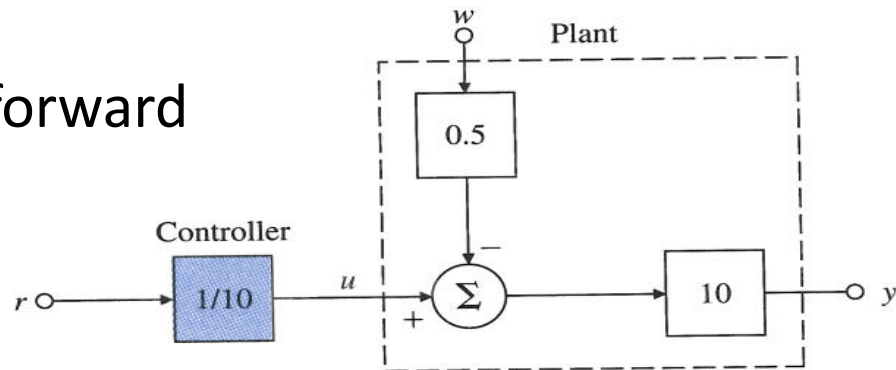 w
Plant
forward
0.5
Controller
−
r
1/10
u
+
Σ
10
y